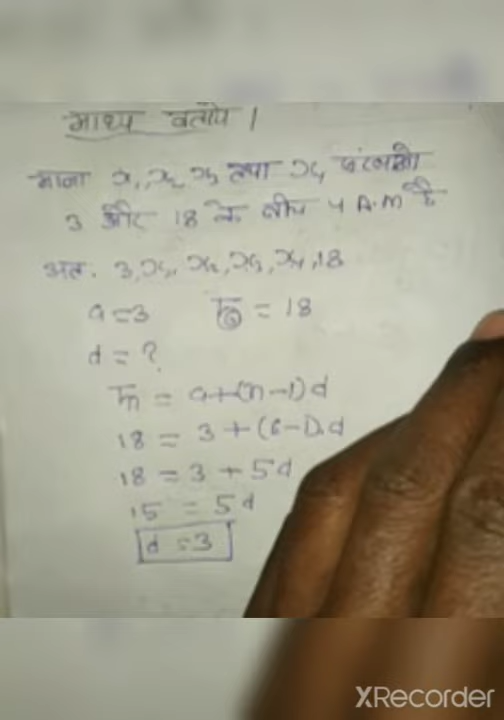 माध्य बताये।
माना x₁, x₂, x₃ तथा x₄ संख्याओ
3 और 18 के बीच 4 A.M है
अतः 3, x₁, x₂, x₃, x₄, 18
a = 3 T₆ = 18
d = ?
Tn = a+(n-1)d
18 = 3+(6-1)d
18 = 3+5d
15 = 5d
d = 3
XRecorder